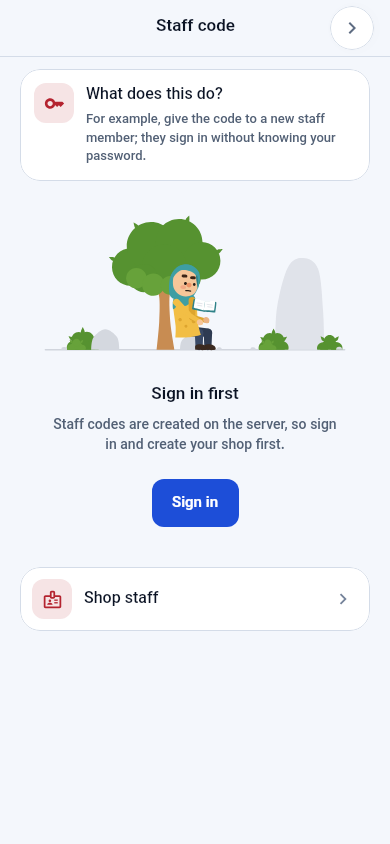 Staff code
What does this do?
For example, give the code to a new staff
member; they sign in without knowing your
password.
Sign in first
Staff codes are created on the server, so sign
in and create your shop first.
Sign in
Shop staff